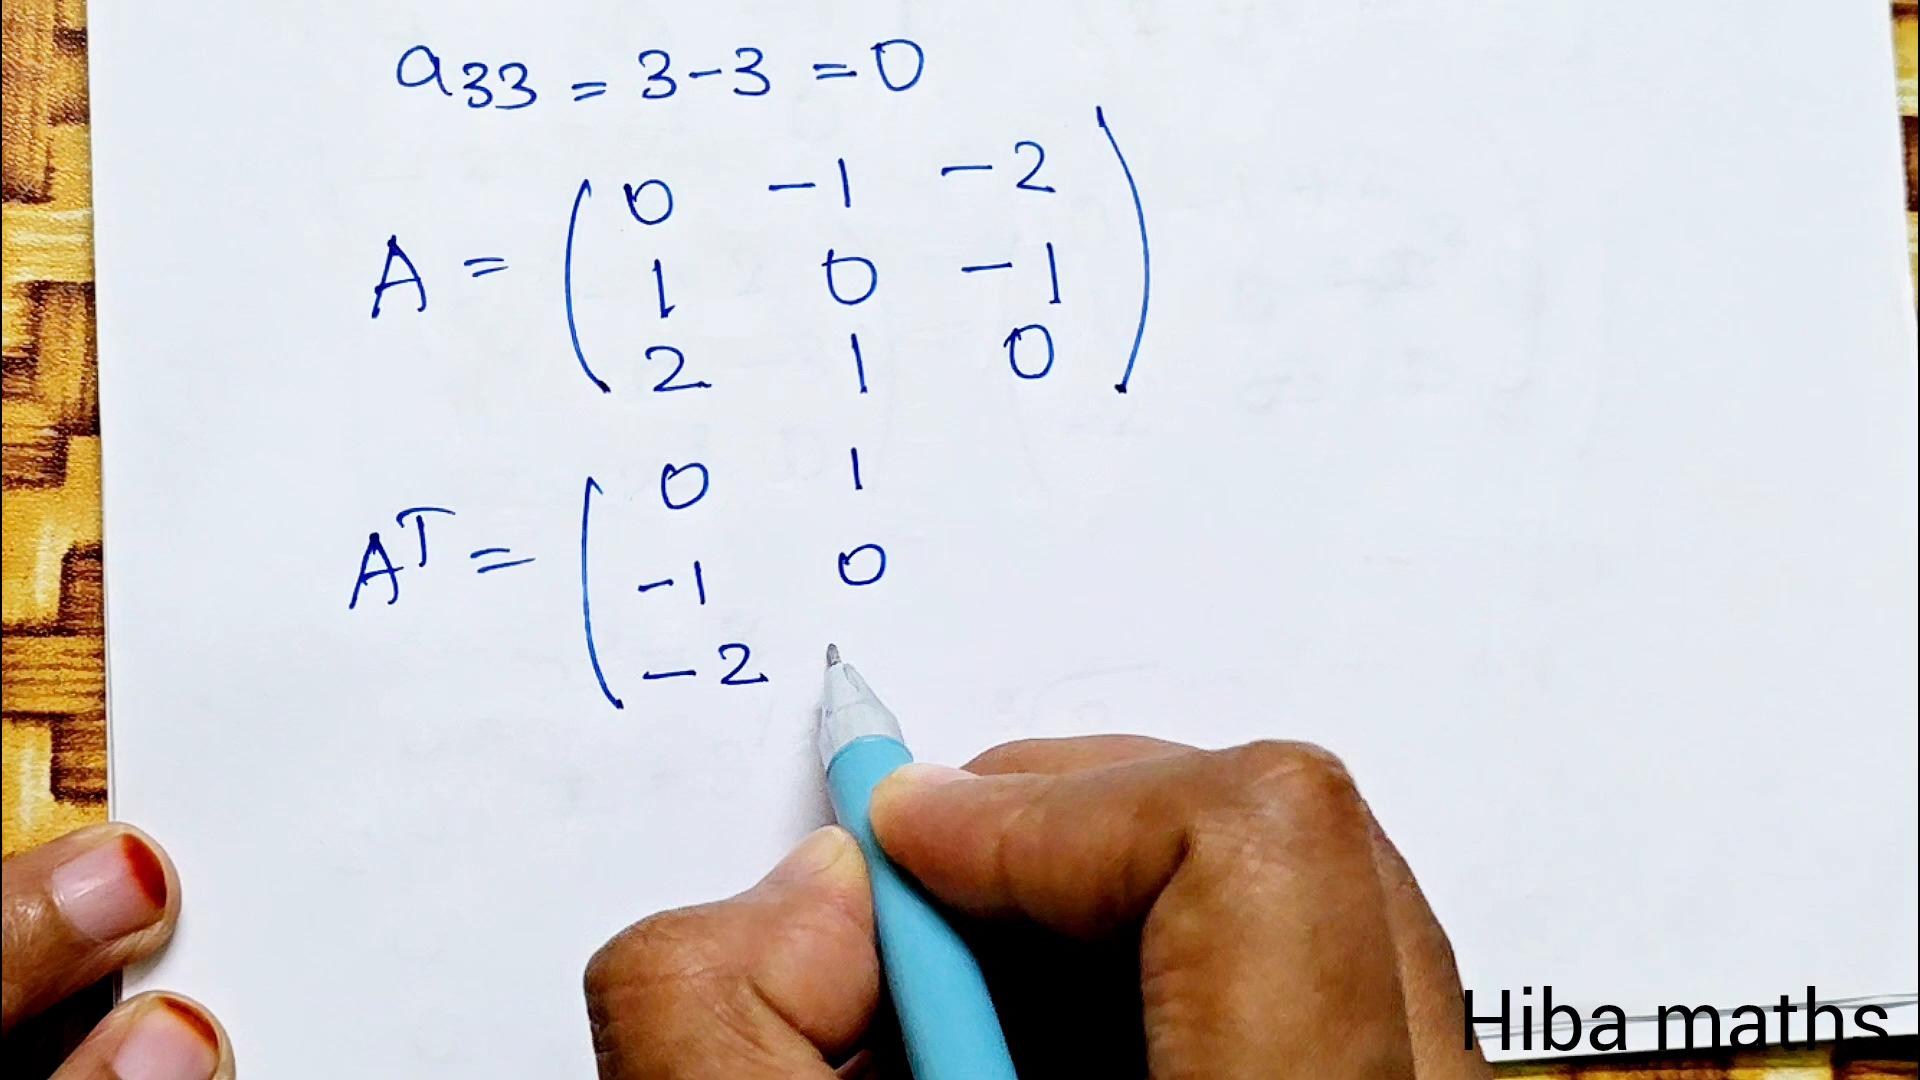 a33 = 3-3 = 0
0 -1 -2
A = 1 0 -1
2 1 0
0 1
Aᵀ = -1 0
-2
Hiba maths